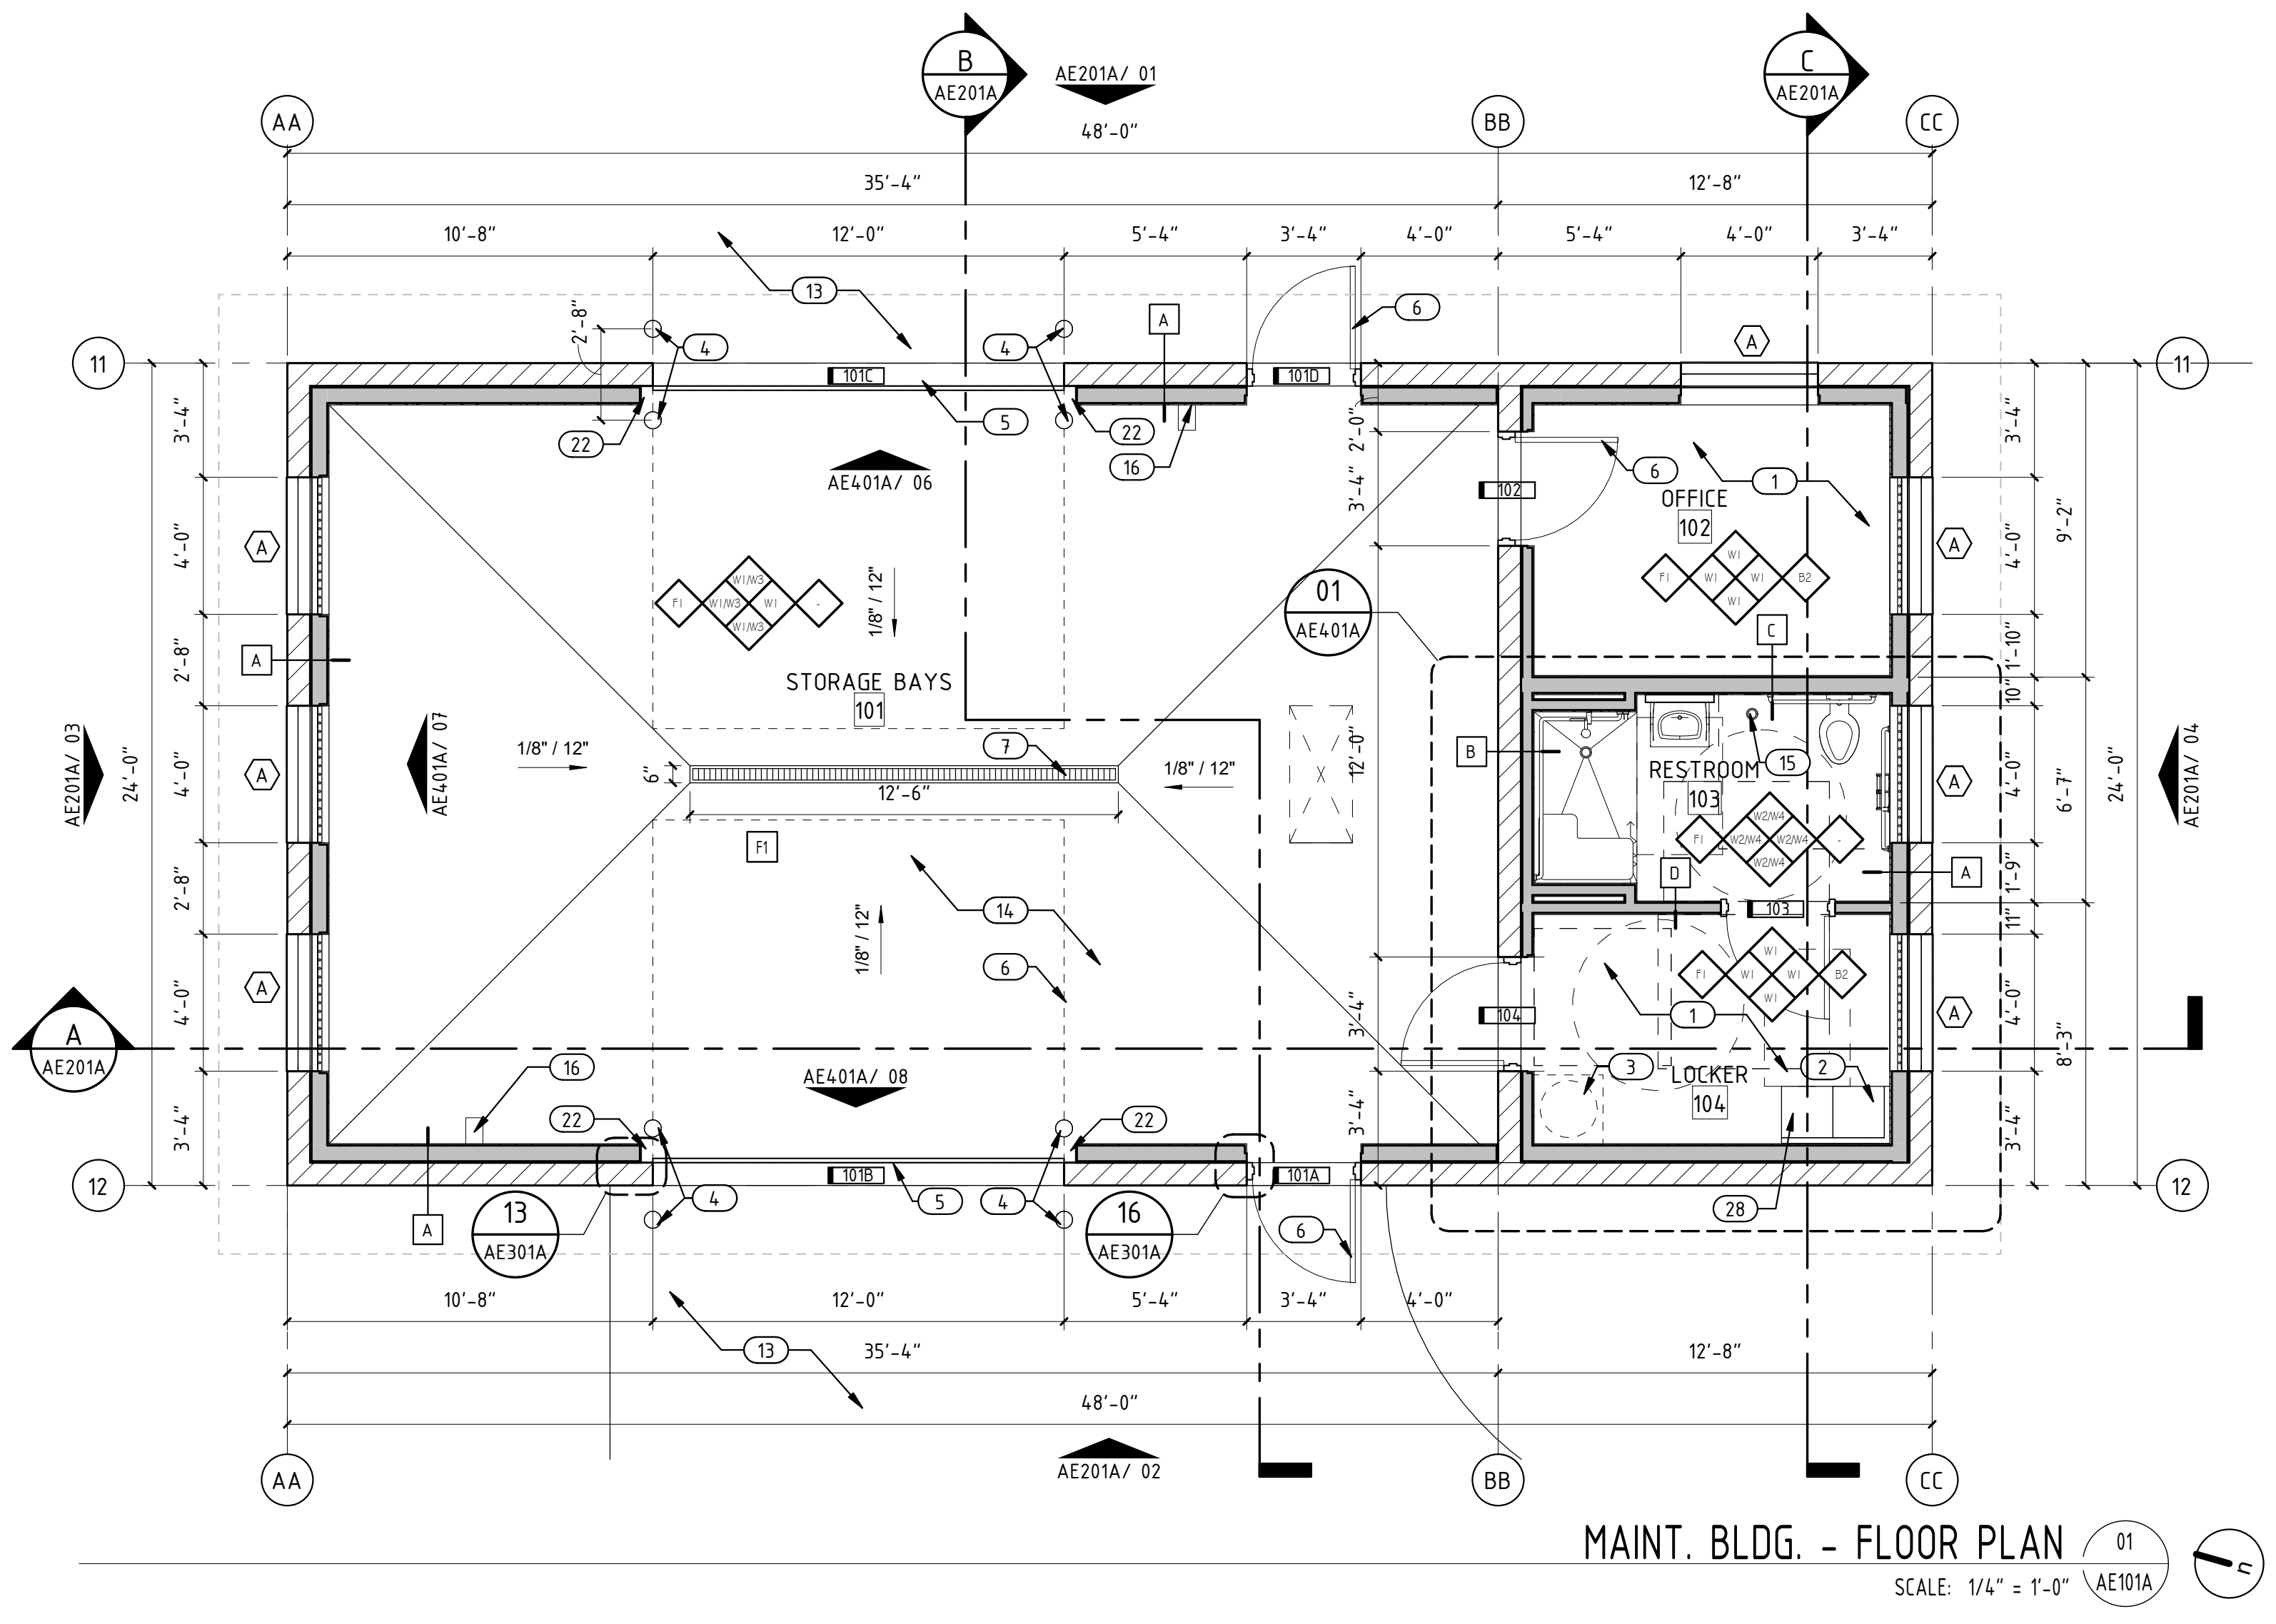 B
AE201A
AE201A/ 01
C
AE201A
AA
48'-0"
BB
CC
35'-4"
12'-8"
10'-8"
12'-0"
5'-4"
3'-4"
4'-0"
5'-4"
4'-0"
3'-4"
13
6
2'-8"
4
4
A
A
11
11
101C
101D
5
22
22
16
2'-0"
3'-4"
3'-4"
3'-4"
AE401A/ 06
6
1
102
OFFICE
102
9'-2"
A
4'-0"
A
4'-0"
W1
F1
W1
W1
B2
W1
W1/W3
F1
W1/W3
W1
-
W1/W3
1/8" / 12"
01
AE401A
C
A
2'-8"
1'-10"
STORAGE BAYS
101
10"
AE201A/ 03
24'-0"
A
4'-0"
AE401A/ 07
1/8" / 12"
6"
7
12'-6"
1/8" / 12"
12'-0"
B
RESTROOM
103
15
A
4'-0"
6'-7"
24'-0"
AE201A/ 04
W2/W4
F1
W2/W4
W2/W4
-
W2/W4
F1
D
A
1'-9"
2'-8"
14
103
11"
1/8" / 12"
6
W1
F1
W1
W1
B2
W1
A
4'-0"
104
1
3'-4"
A
4'-0"
8'-3"
A
AE201A
16
AE401A/ 08
3
LOCKER
104
2
22
22
3'-4"
3'-4"
3'-4"
12
12
101B
101A
4
5
4
28
A
13
AE301A
16
AE301A
6
10'-8"
12'-0"
5'-4"
3'-4"
4'-0"
13
35'-4"
12'-8"
48'-0"
AA
AE201A/ 02
BB
CC
MAINT. BLDG. - FLOOR PLAN
SCALE: 1/4" = 1'-0"
01
AE101A
n